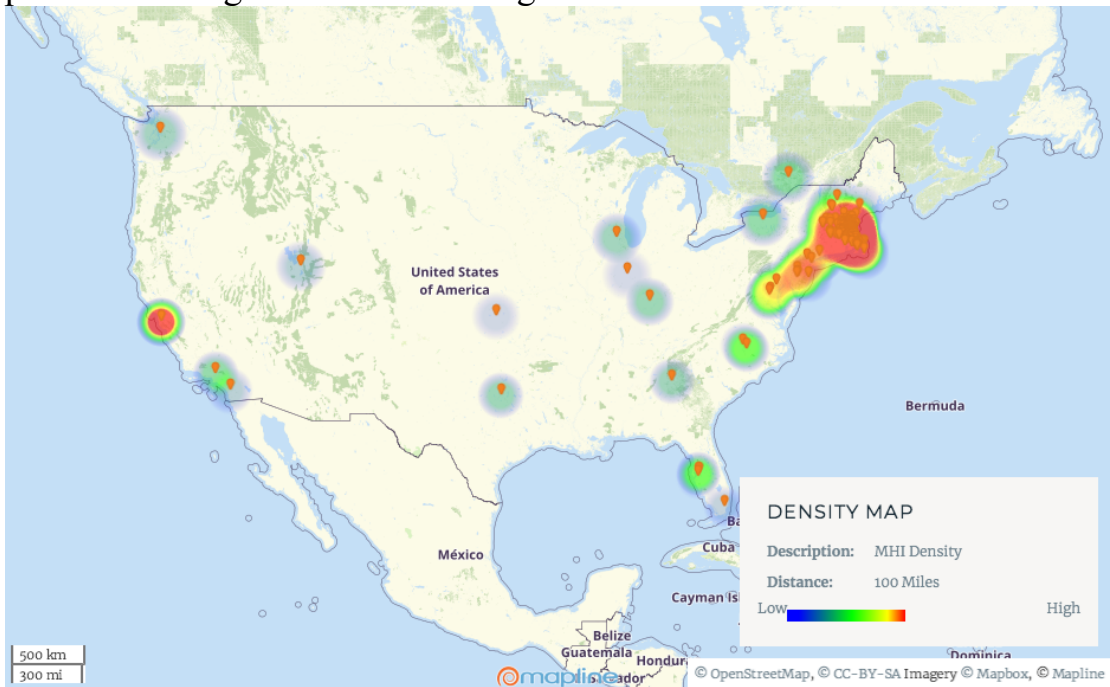 United States
of America
Bermuda
DENSITY MAP
Description: MHI Density
Distance: 100 Miles
Low High
México
Cuba
Cayman Is
Belize
Guatemala
Hondur
Dominica
500 km
300 mi
mapline
© OpenStreetMap, © CC-BY-SA Imagery © Mapbox, © Mapline